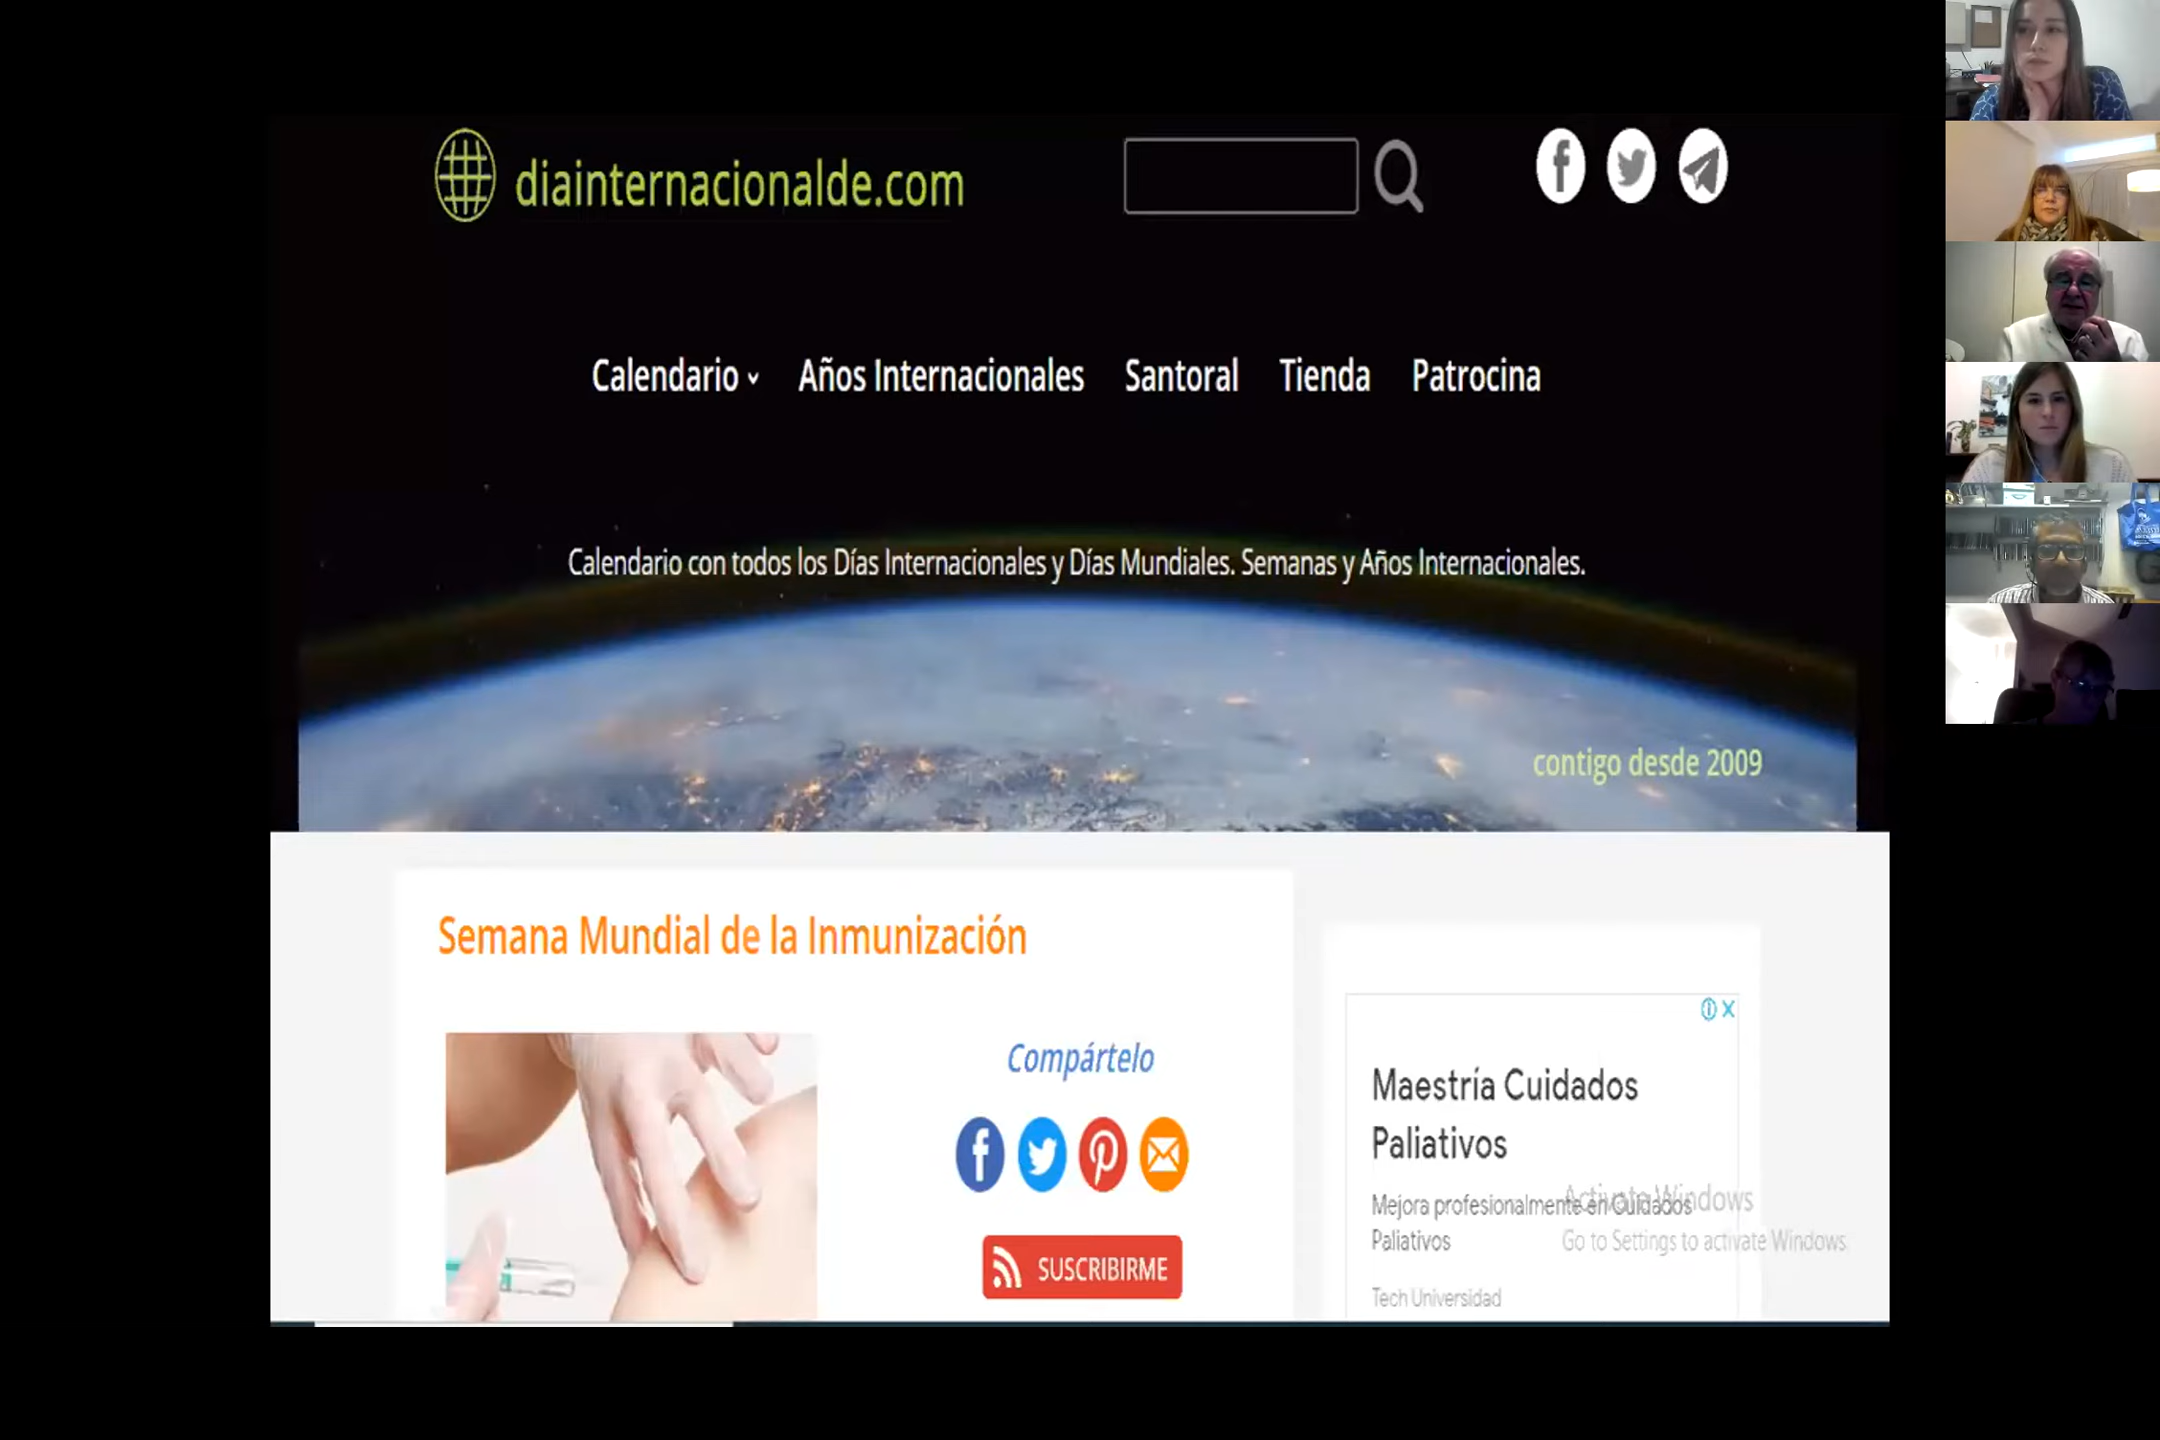 diainternacionalde.com
Calendario Años Internacionales Santoral Tienda Patrocina
Calendario con todos los Días Internacionales y Días Mundiales. Semanas y Años Internacionales.
contigo desde 2009
Semana Mundial de la Inmunización
Compártelo
SUSCRIBIRME
Maestría Cuidados
Paliativos
Mejora profesionalmente en Cuidados
Paliativos
Tech Universidad
Activate Windows
Go to Settings to activate Windows.